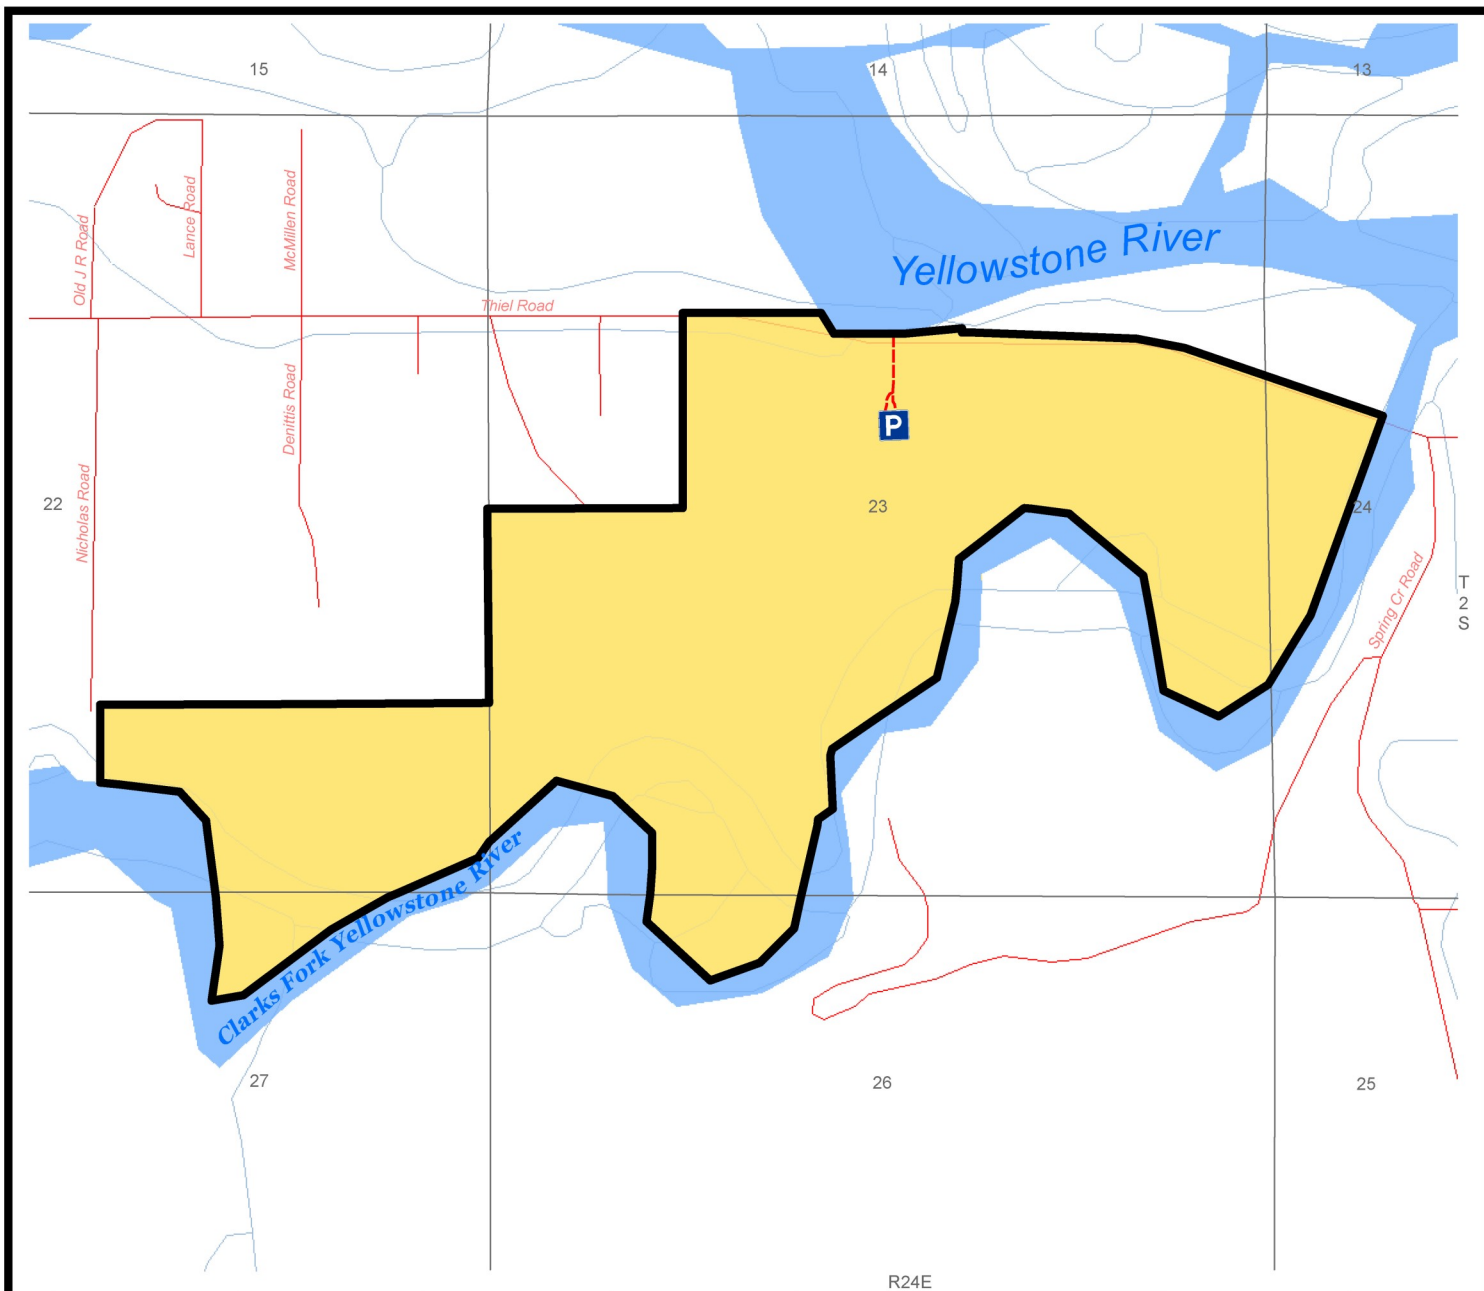 15
14
13
Old J R Road
Lance Road
McMillen Road
Yellowstone River
Thiel Road
Denittis Road
P
Nicholas Road
22
23
24
Spring Cr Road
T
2
S
Clarks Fork Yellowstone River
27
26
25
R24E